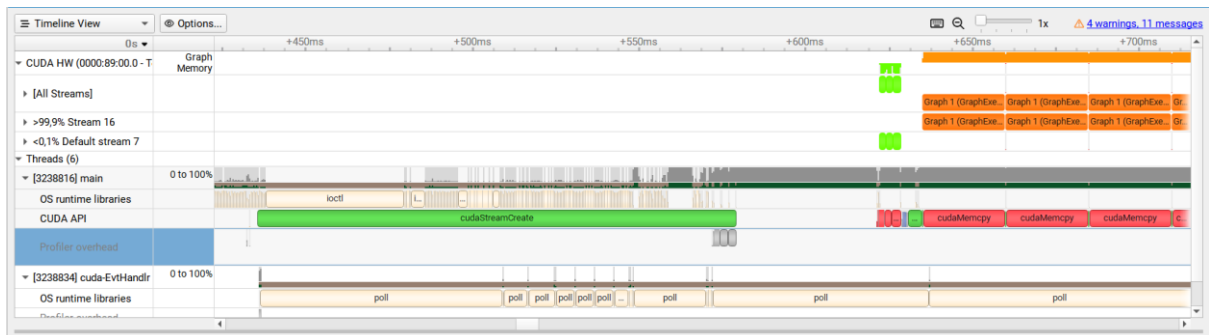 Timeline View
Options...
1x
4 warnings, 11 messages
0s
+450ms
+500ms
+550ms
+600ms
+650ms
+700ms
CUDA HW (0000:89:00.0 - T
Graph
Memory
[All Streams]
Graph 1 (GraphExe... Graph 1 (GraphExe... Graph 1 (GraphExe... Gr...
>99,9% Stream 16
Graph 1 (GraphExe... Graph 1 (GraphExe... Graph 1 (GraphExe... Gr...
<0,1% Default stream 7
Threads (6)
[3238816] main
0 to 100%
OS runtime libraries
ioctl
i...
...
CUDA API
cudaStreamCreate
...
...
cudaMemcpy
cudaMemcpy
cudaMemcpy
c...
Profiler overhead
[3238834] cuda-EvtHandlr
0 to 100%
OS runtime libraries
poll
poll
poll
poll
poll
poll
...
poll
poll
poll
Profiler overhead